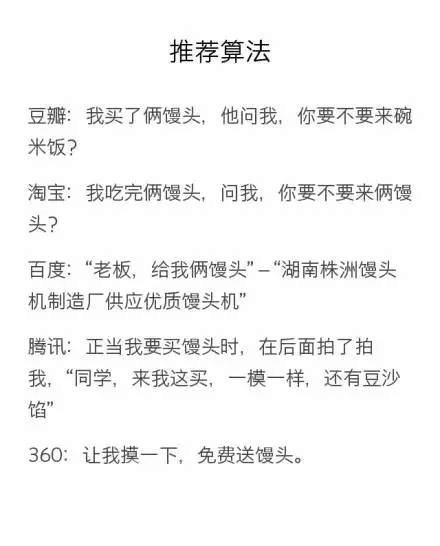 推荐算法
豆瓣：我买了俩馒头，他问我，你要不要来碗
米饭？
淘宝：我吃完俩馒头，问我，你要不要来俩馒
头？
百度：“老板，给我俩馒头”–“湖南株洲馒头
机制造厂供应优质馒头机”
腾讯：正当我要买馒头时，在后面拍了拍
我，“同学，来我这买，一模一样，还有豆沙
馅”
360：让我摸一下，免费送馒头。